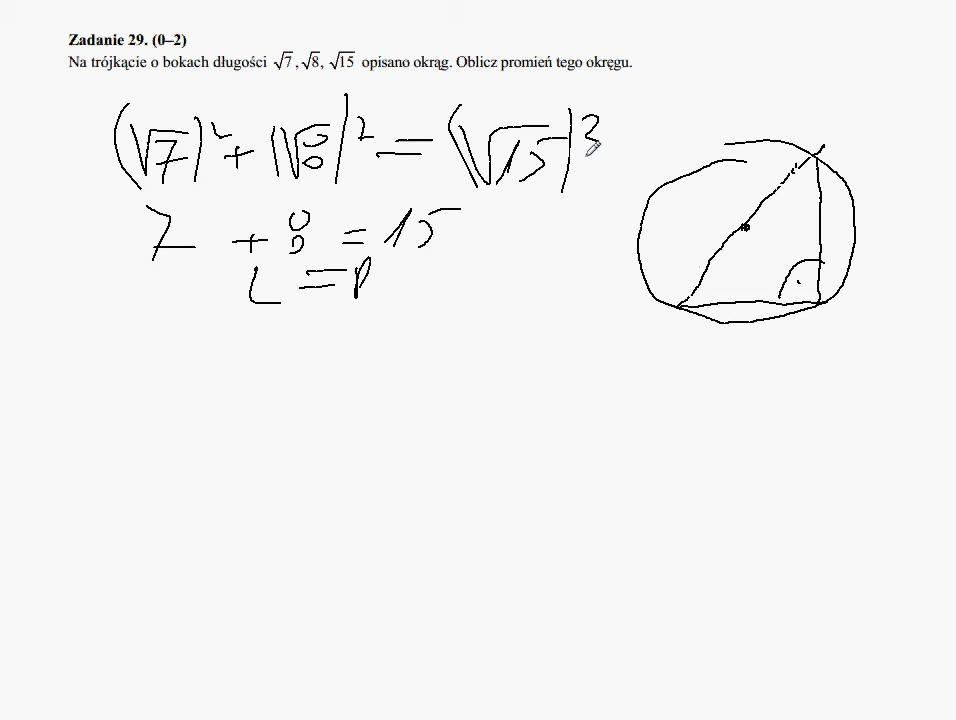 Zadanie 29. (0–2)
Na trójkącie o bokach długości √7, √8, √15 opisano okrąg. Oblicz promień tego okręgu.
(√7)² + (√8)² = (√15)3
7 + 8 = 15
L = P